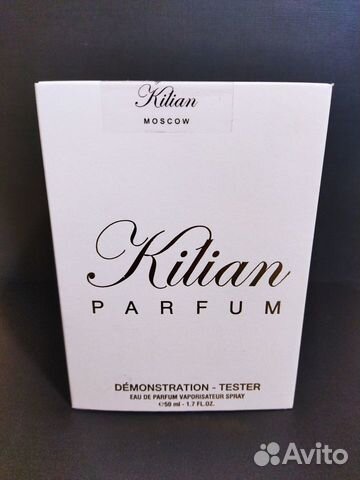 Kilian
MOSCOW
Kilian
PARFUM
DÉMONSTRATION - TESTER
EAU DE PARFUM VAPORISATEUR SPRAY
℮50 ml - 1.7 FL.OZ.
Avito